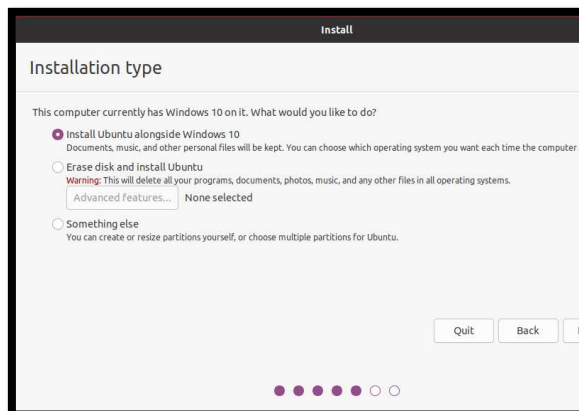 Install
Installation type
This computer currently has Windows 10 on it. What would you like to do?
Install Ubuntu alongside Windows 10
Documents, music, and other personal files will be kept. You can choose which operating system you want each time the computer
Erase disk and install Ubuntu
Warning: This will delete all your programs, documents, photos, music, and any other files in all operating systems.
Advanced features... None selected
Something else
You can create or resize partitions yourself, or choose multiple partitions for Ubuntu.
Quit Back